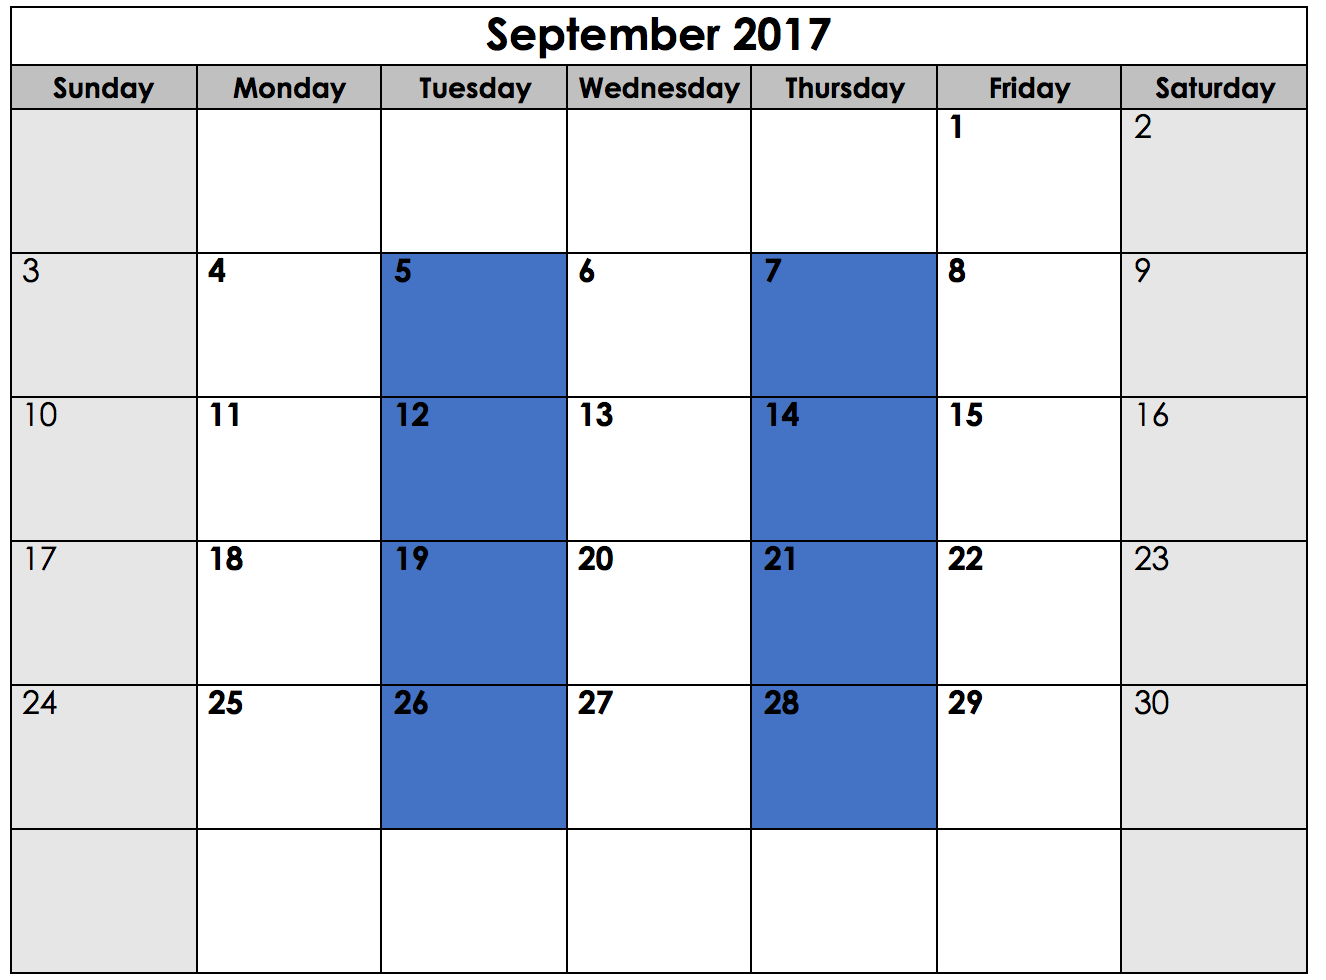 September 2017
Sunday Monday Tuesday Wednesday Thursday Friday Saturday
1 2
3 4 5 6 7 8 9
10 11 12 13 14 15 16
17 18 19 20 21 22 23
24 25 26 27 28 29 30